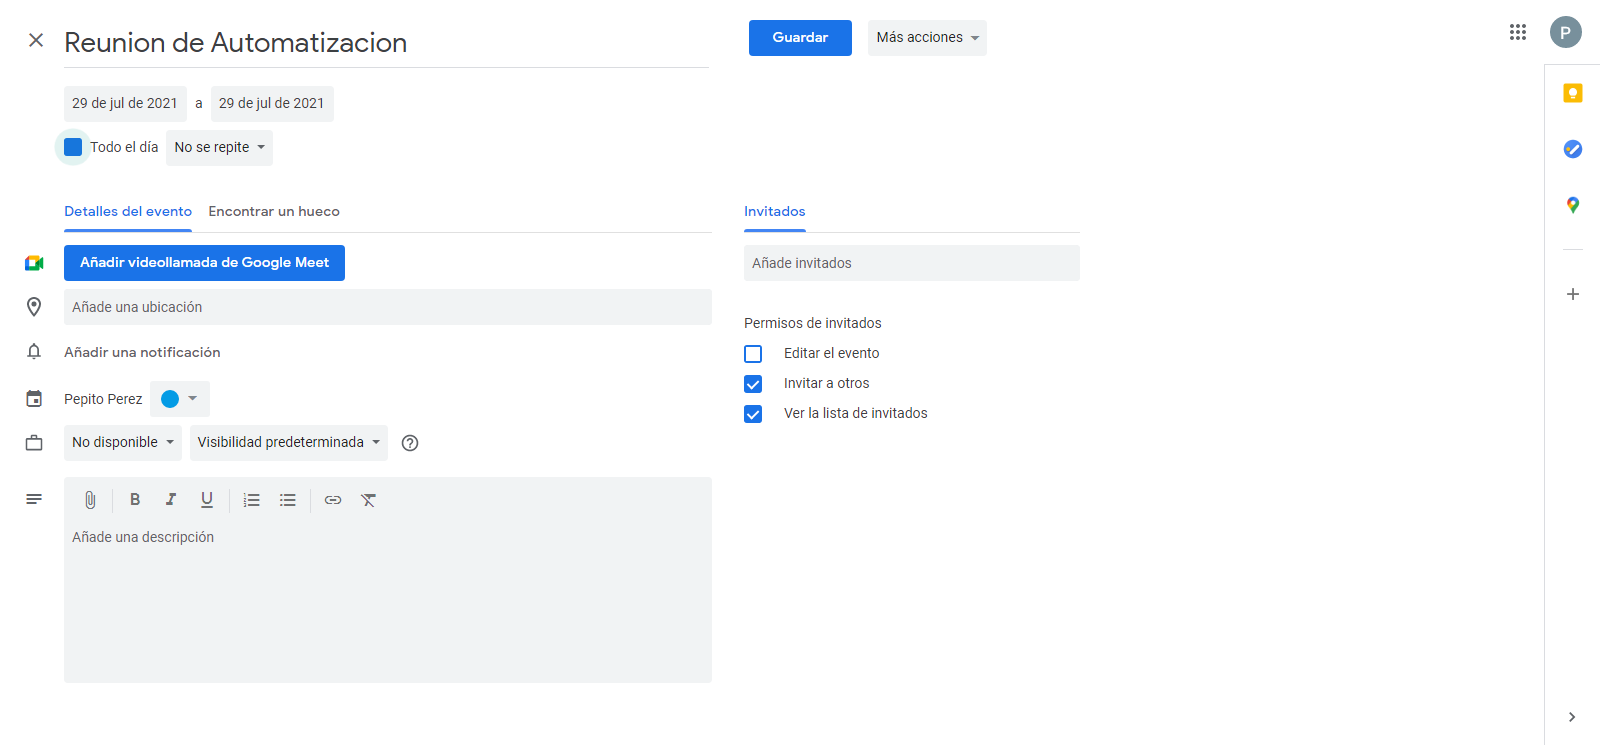 Reunion de Automatizacion
Guardar
Más acciones
P
29 de jul de 2021 a 29 de jul de 2021
Todo el día No se repite
Detalles del evento Encontrar un hueco
Invitados
Añadir videollamada de Google Meet
Añade invitados
Añade una ubicación
Permisos de invitados
Añadir una notificación
Editar el evento
Invitar a otros
Pepito Perez
Ver la lista de invitados
No disponible Visibilidad predeterminada
B I U
Añade una descripción